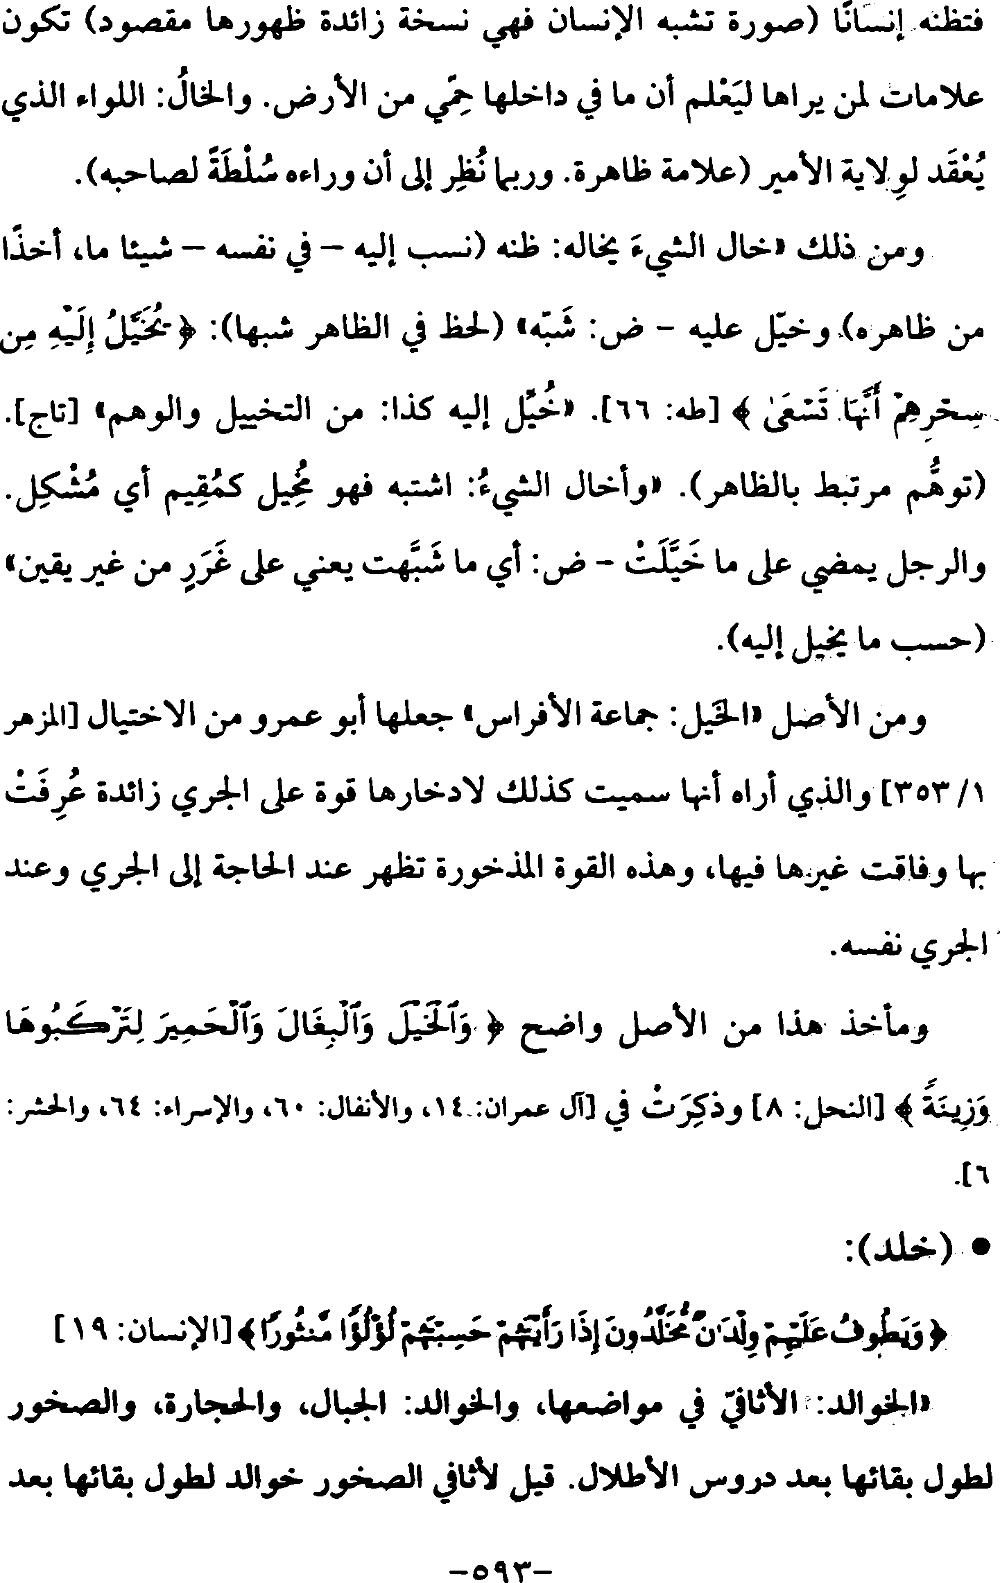 فتظنه إنسَانًا (صورة تشبه الإنسان فهي نسخة زائدة ظهورها مقصود) تكون
علامات لمن يراها ليَعْلم أن ما في داخلها حِمّي من الأرض. والخالُ: اللواء الذي
يُعْقَد لوِلاية الأمير (علامة ظاهرة. وربما نُظِر إلى أن وراءه سُلْطَةً لصاحبه).
ومن ذلك «خال الشيءَ يخاله: ظنه (نسب إليه - في نفسه - شيئا ما، أخذًا
من ظاهره). وخيّل عليه - ض: شَبّه» (لحظ في الظاهر شبها): ﴿يُخَيَّلُ إِلَيْهِ مِن
سِحْرِهِمْ أَنَّهَا تَسْعَىٰ﴾ [طه: ٦٦]. «خُيِّل إليه كذا: من التخييل والوهم» [تاج].
(توهُّم مرتبط بالظاهر). «وأخال الشيءُ: اشتبه فهو مُخِيل كمُقِيم أي مُشْكِل.
والرجل يمضي على ما خَيَّلَتْ - ض: أي ما شَبَّهت يعني على غَرَرٍ من غير يقين»
(حسب ما يخيل إليه).
ومن الأصل «الخَيل: جماعة الأفراس» جعلها أبو عمرو من الاختيال [المزهر
١/ ٣٥٣] والذي أراه أنها سميت كذلك لادخارها قوة على الجري زائدة عُرِفَتْ
بها وفاقت غيرها فيها، وهذه القوة المذخورة تظهر عند الحاجة إلى الجري وعند
الجري نفسه.
ومأخذ هذا من الأصل واضح ﴿وَٱلْخَيْلَ وَٱلْبِغَالَ وَٱلْحَمِيرَ لِتَرْكَبُوهَا
وَزِينَةً﴾ [النحل: ٨] وذكِرَتْ في [آل عمران: ١٤، والأنفال: ٦٠، والإسراء: ٦٤، والحشر:
٦].
• (خلد):
﴿وَيَطُوفُ عَلَيْهِمْ وِلْدَٰنٌ مُّخَلَّدُونَ إِذَا رَأَيْتَهُمْ حَسِبْتَهُمْ لُؤْلُؤًا مَّنثُورًا﴾ [الإنسان: ١٩]
«الخوالد: الأثافيّ في مواضعها، والخوالد: الجبال، والحجارة، والصخور
لطول بقائها بعد دروس الأطلال. قيل لأثافي الصخور خوالد لطول بقائها بعد
-٥٩٣-